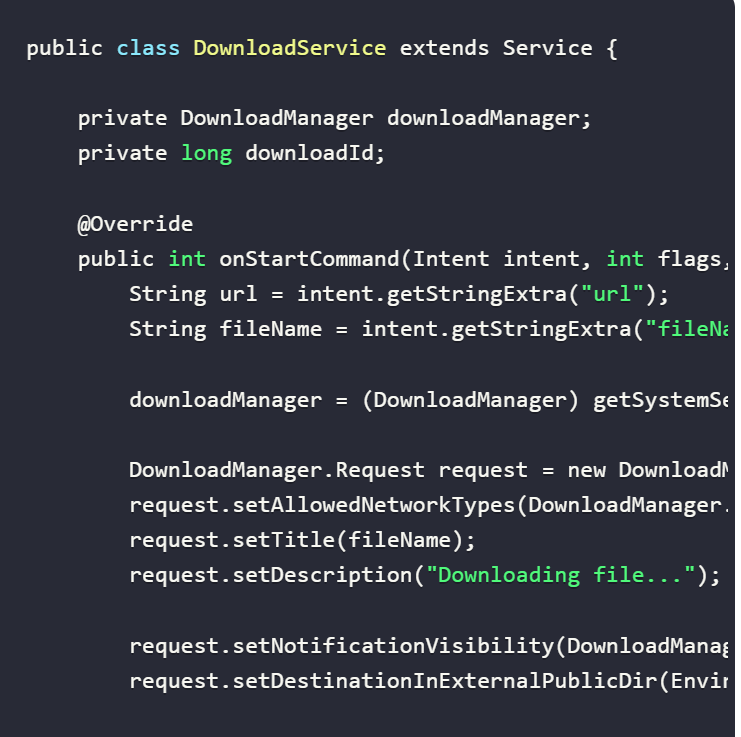 public class DownloadService extends Service {
private DownloadManager downloadManager;
private long downloadId;
@Override
public int onStartCommand(Intent intent, int flags,
String url = intent.getStringExtra("url");
String fileName = intent.getStringExtra("fileNa
downloadManager = (DownloadManager) getSystemSe
DownloadManager.Request request = new DownloadM
request.setAllowedNetworkTypes(DownloadManager.
request.setTitle(fileName);
request.setDescription("Downloading file...");
request.setNotificationVisibility(DownloadManag
request.setDestinationInExternalPublicDir(Envir